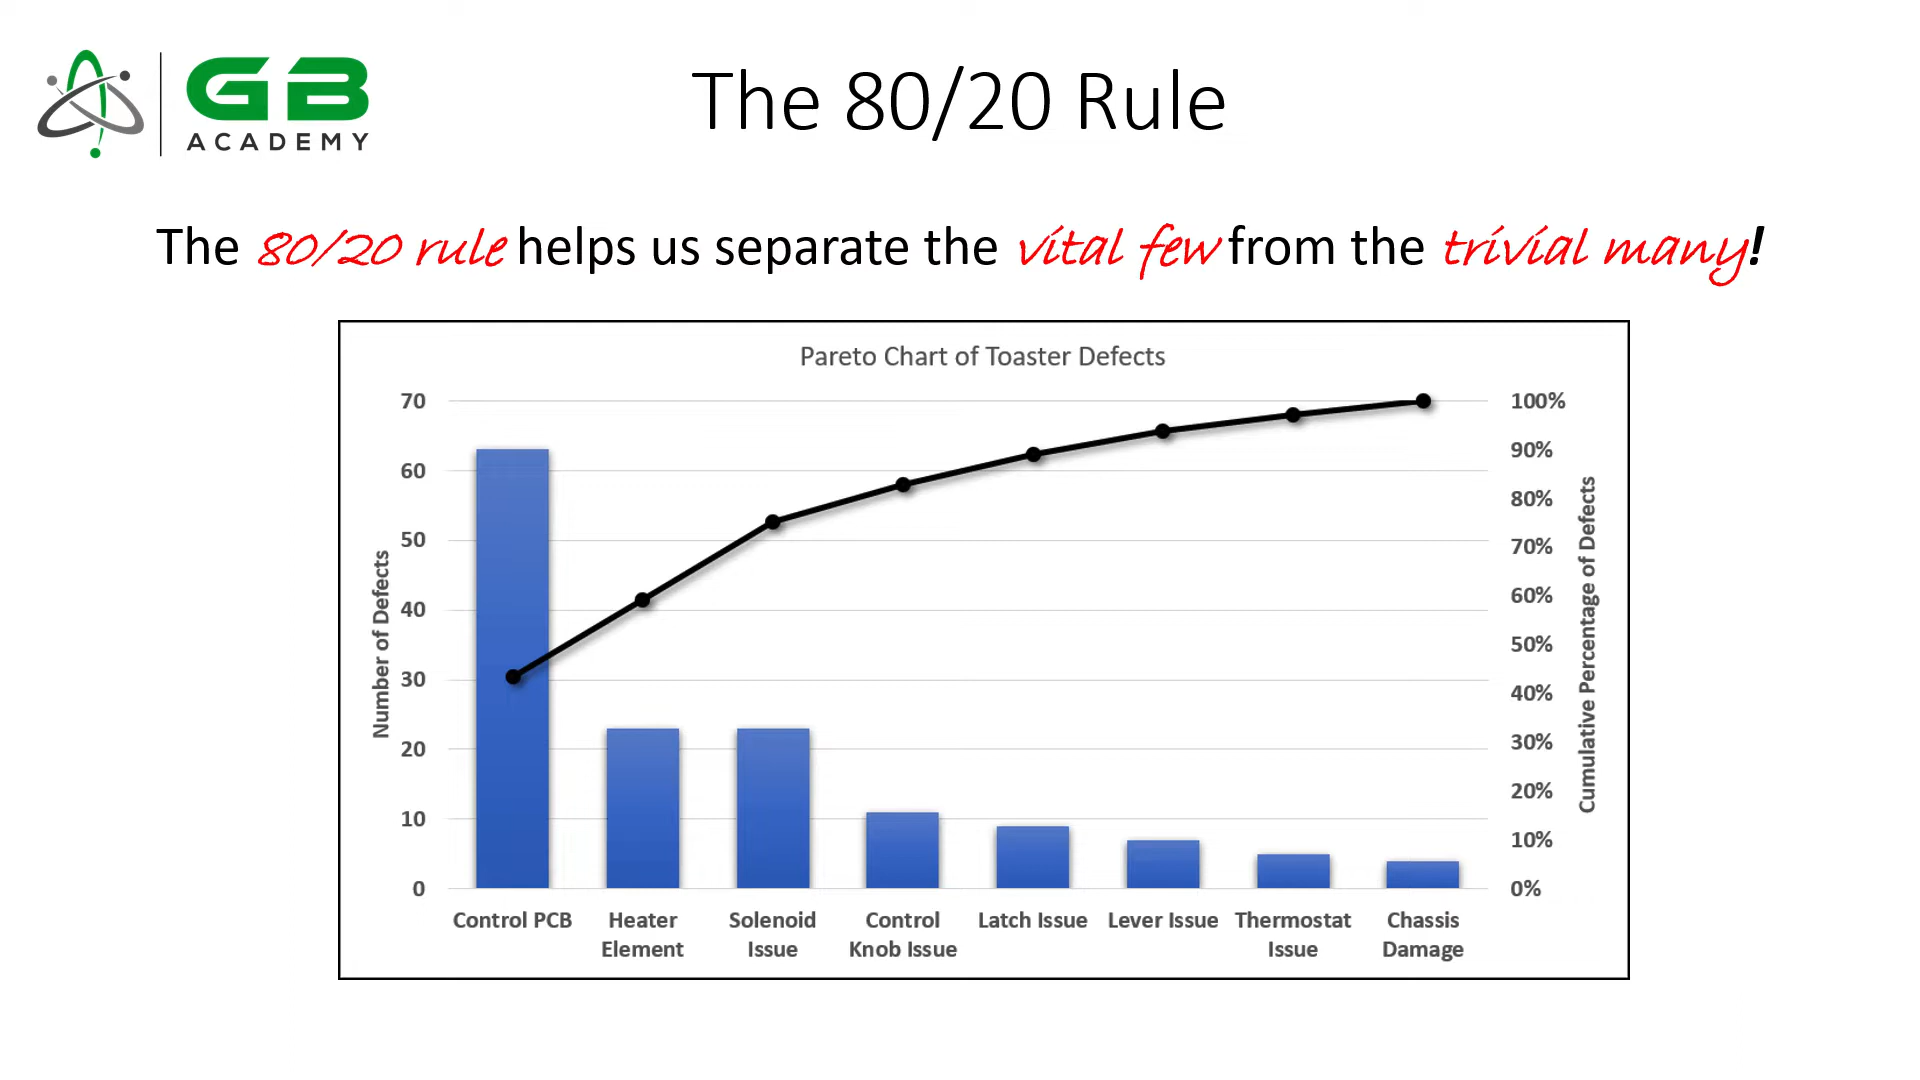 GB
ACADEMY
The 80/20 Rule
The 80/20 rule helps us separate the vital few from the trivial many!
Pareto Chart of Toaster Defects
70
60
50
40
30
20
10
0
Number of Defects
100%
90%
80%
70%
60%
50%
40%
30%
20%
10%
0%
Cumulative Percentage of Defects
Control PCB
Heater
Element
Solenoid
Issue
Control
Knob Issue
Latch Issue
Lever Issue
Thermostat
Issue
Chassis
Damage